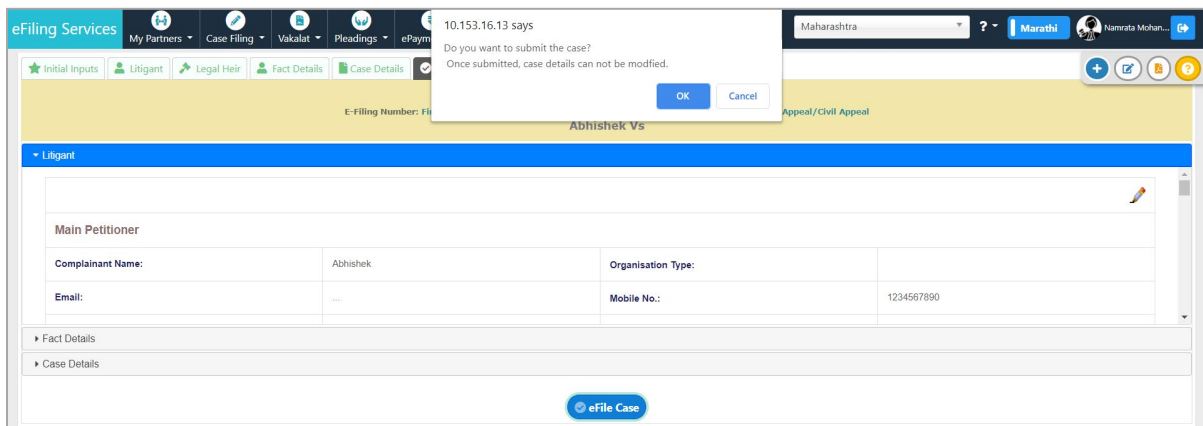 eFiling Services
My Partners
Case Filing
Vakalat
Pleadings
ePaym
10.153.16.13 says
Do you want to submit the case?
Once submitted, case details can not be modfied.
OK
Cancel
Maharashtra
?
Marathi
Namrata Mohan...
Initial Inputs
Litigant
Legal Heir
Fact Details
Case Details
E-Filing Number: Fi
Appeal/Civil Appeal
Abhishek Vs
Litigant
Main Petitioner
Complainant Name: Abhishek Organisation Type:
Email: ... Mobile No.: 1234567890
Fact Details
Case Details
eFile Case